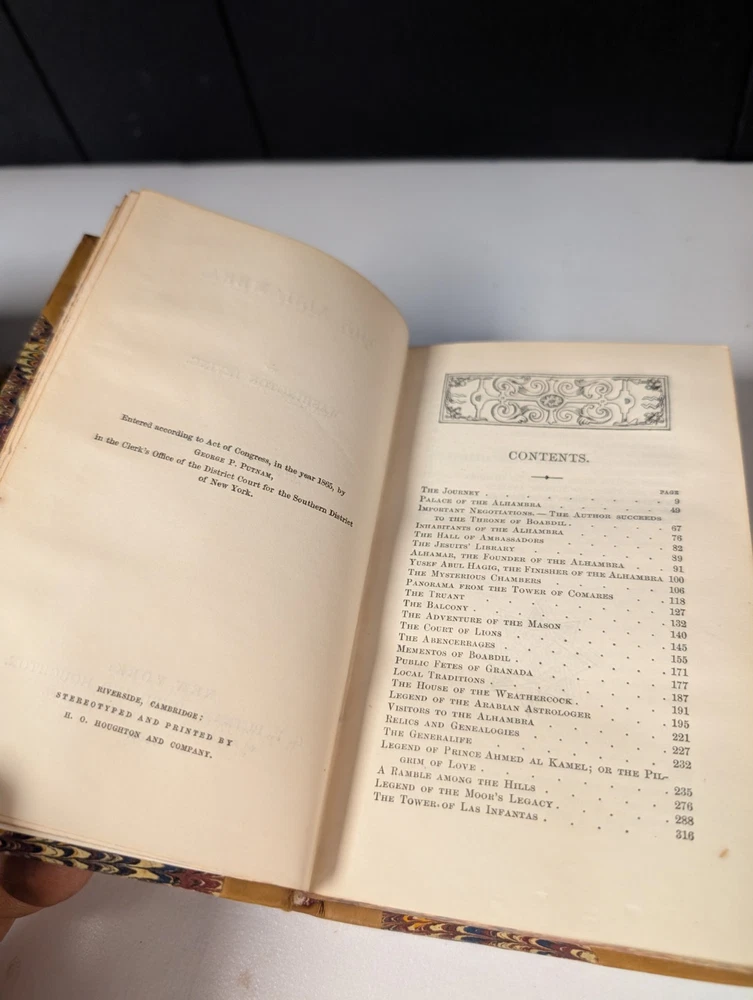 Entered according to Act of Congress, in the year 1865, by
George P. Putnam,
in the Clerk's Office of the District Court for the Southern District
of New York.
RIVERSIDE, CAMBRIDGE:
STEREOTYPED AND PRINTED BY
H. O. HOUGHTON AND COMPANY.
CONTENTS.
PAGE
The Journey . . . . . . . 9
Palace of the Alhambra . . . . 49
Important Negotiations. — The Author succeeds
to the Throne of Boabdil . . . . 67
Inhabitants of the Alhambra . . . . 76
The Hall of Ambassadors . . . . 82
The Jesuits' Library . . . . 89
Alhamar, the Founder of the Alhambra . . 91
Yusef Abul Hagig, the Finisher of the Alhambra 100
The Mysterious Chambers . . . . 106
Panorama from the Tower of Comares . . 118
The Truant . . . . . . 127
The Balcony . . . . . . 132
The Adventure of the Mason . . . . 140
The Court of Lions . . . . . 145
The Abencerrages . . . . . 155
Mementos of Boabdil . . . . . 171
Public Fetes of Granada . . . . 177
Local Traditions . . . . . 187
The House of the Weathercock . . . . 191
Legend of the Arabian Astrologer . . . 195
Visitors to the Alhambra . . . . 221
Relics and Genealogies . . . . 227
The Generalife . . . . . 232
Legend of Prince Ahmed al Kamel; or the Pil-
grim of Love . . . . . . 235
A Ramble among the Hills . . . . 276
Legend of the Moor's Legacy . . . . 288
The Tower of Las Infantas . . . . 316